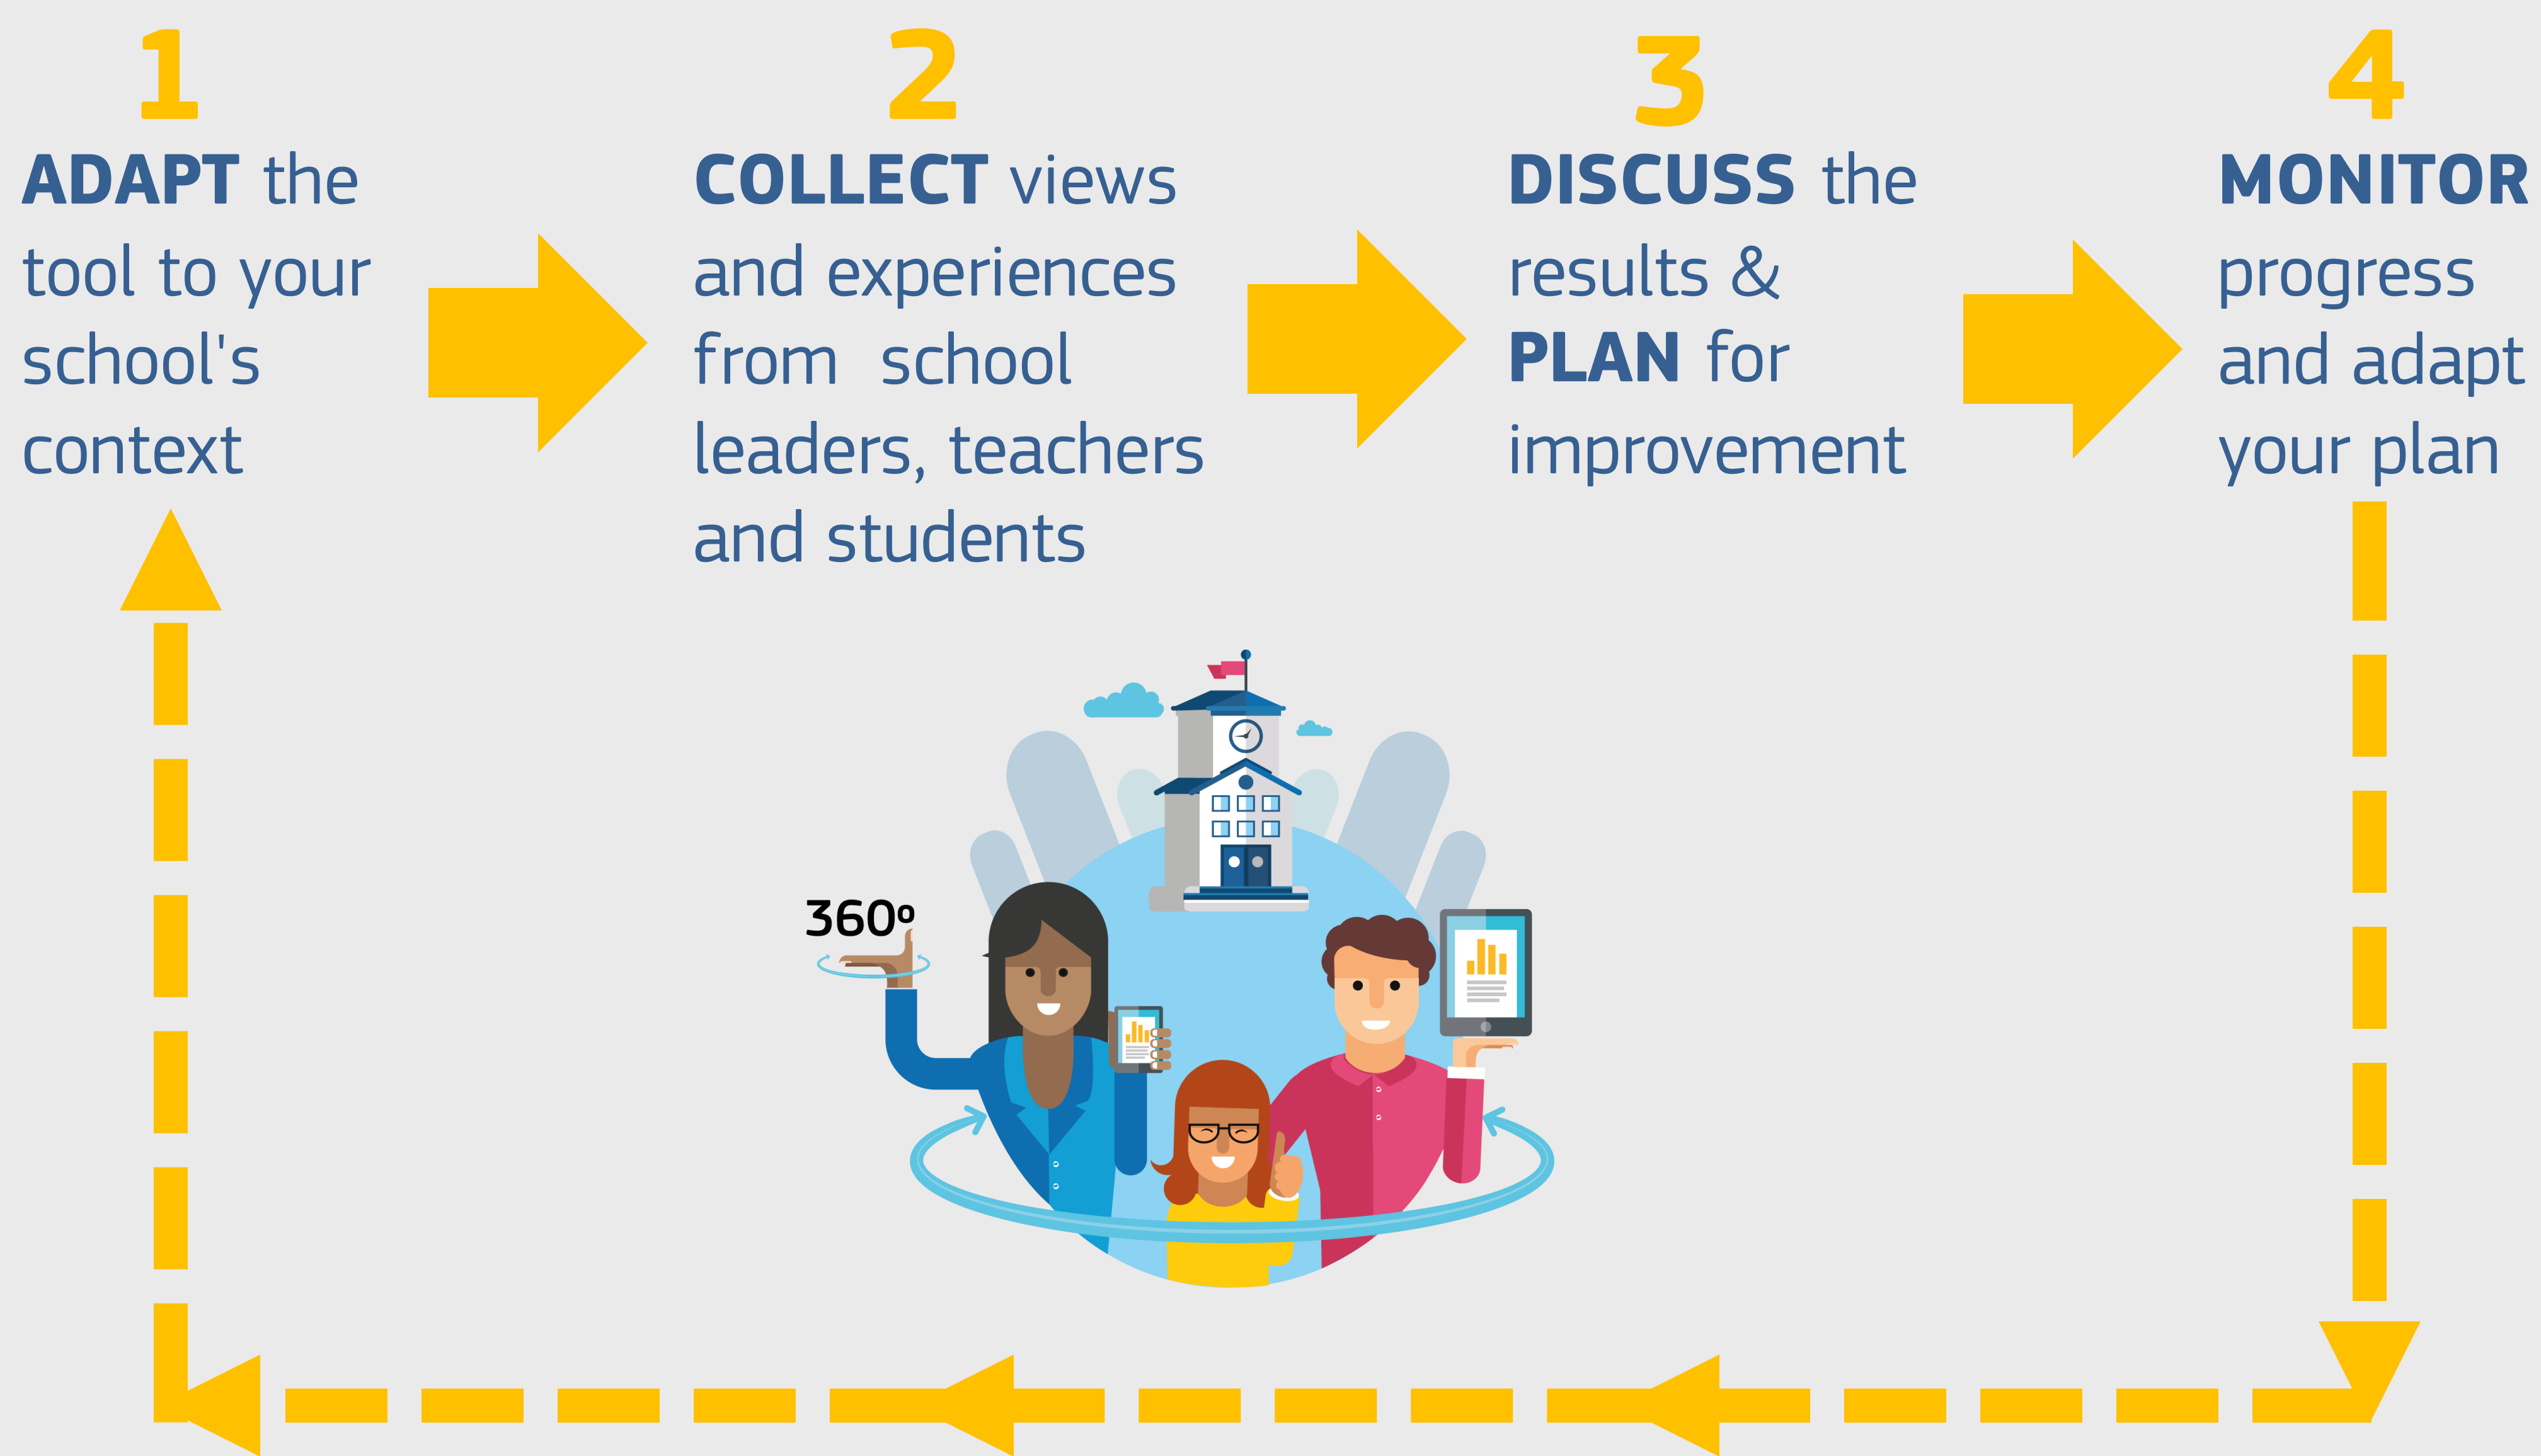 1
ADAPT the
tool to your
school's
context
2
COLLECT views
and experiences
from school
leaders, teachers
and students
3
DISCUSS the
results &
PLAN for
improvement
4
MONITOR
progress
and adapt
your plan
360º